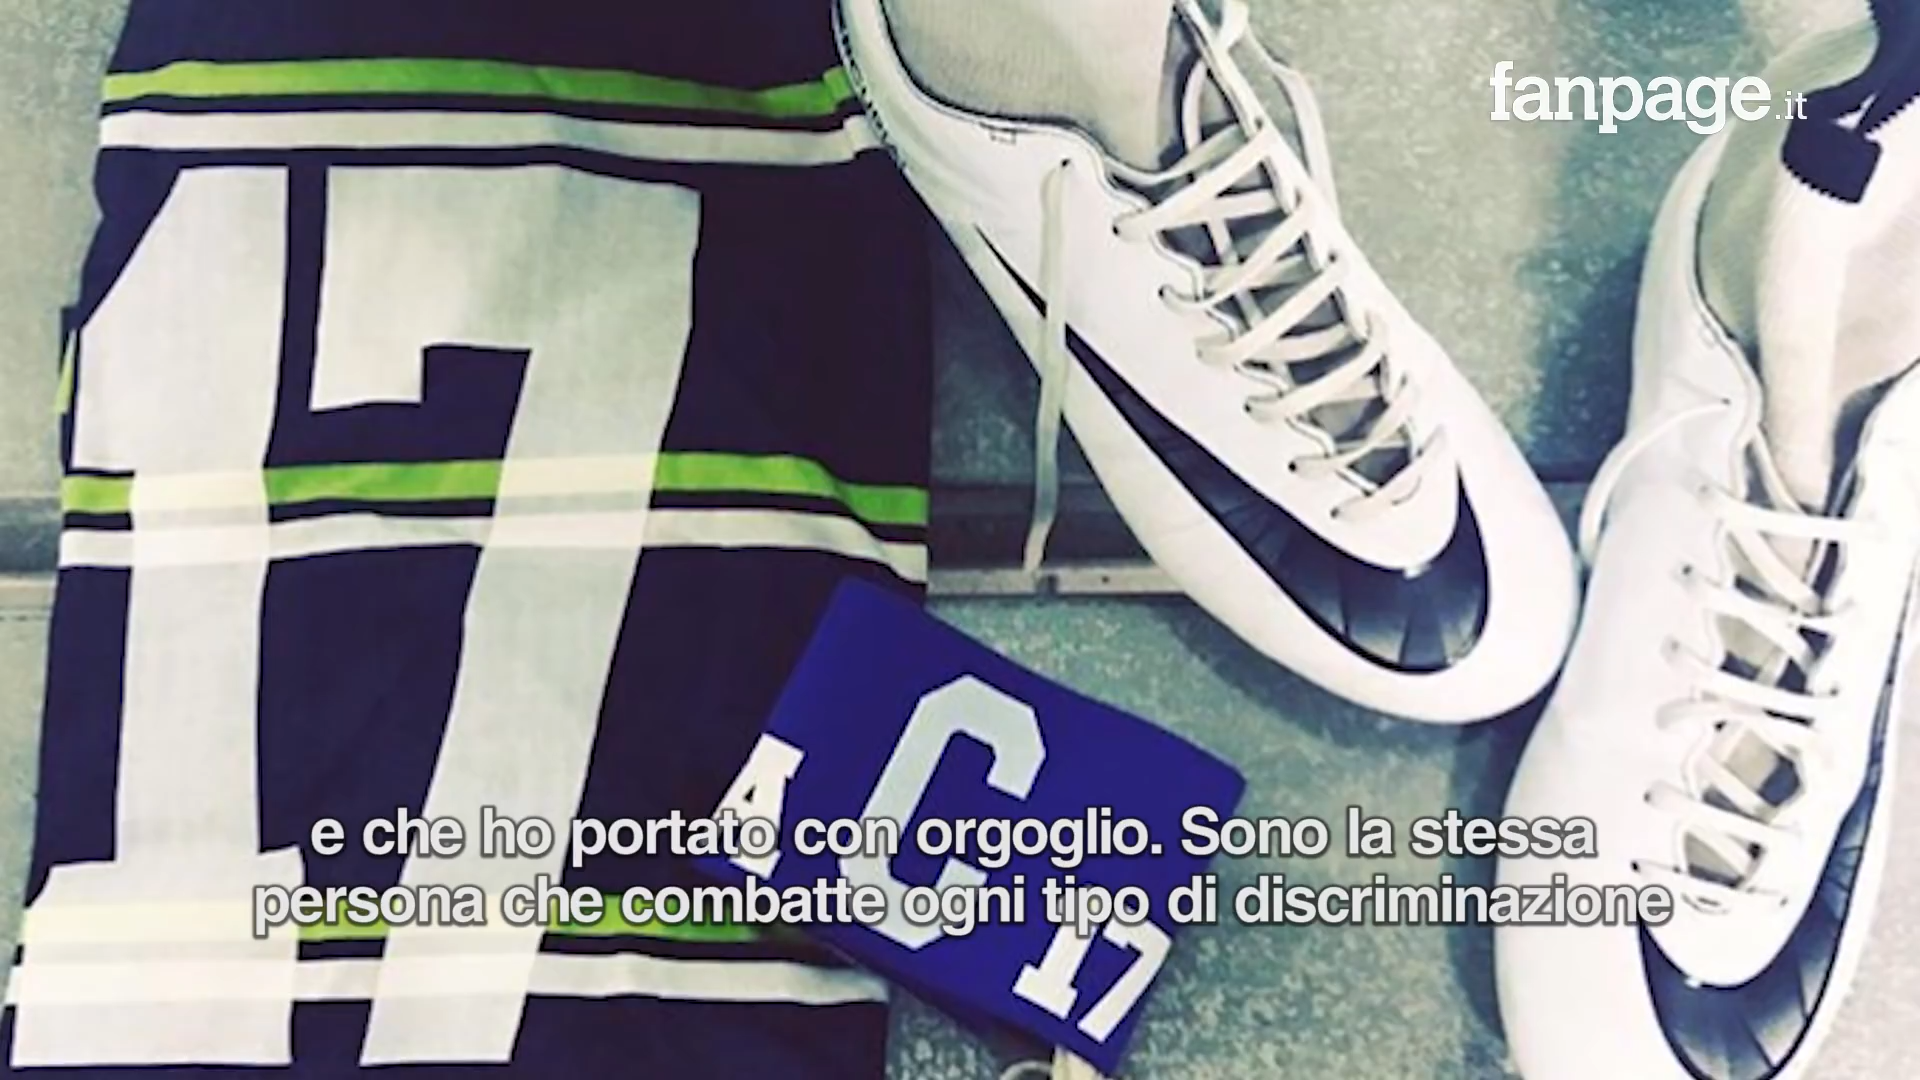 fanpage.it
17
A
C
17
e che ho portato con orgoglio. Sono la stessa
persona che combatte ogni tipo di discriminazione